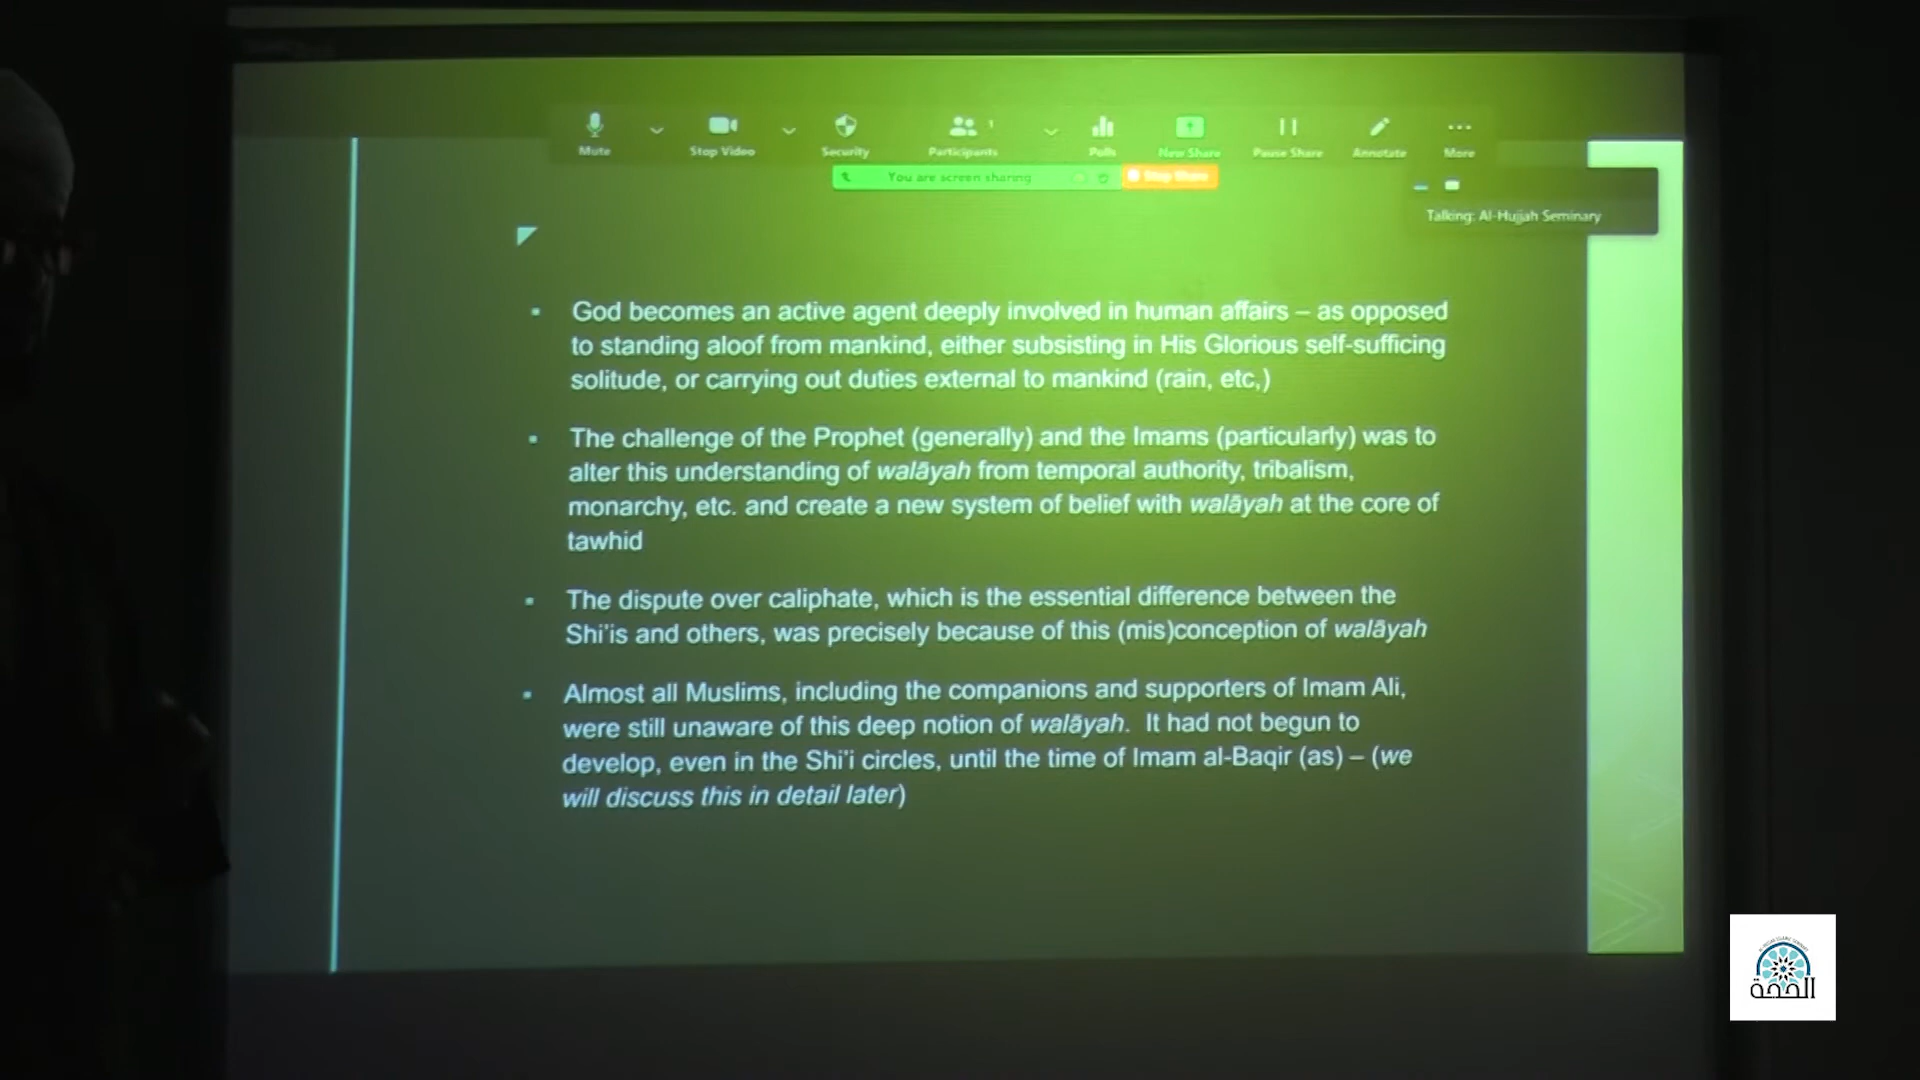 Mute
Stop Video
Security
Participants
1
Polls
New Share
Pause Share
Annotate
More
You are screen sharing
Stop Share
Talking: Al-Hujjah Seminary
God becomes an active agent deeply involved in human affairs – as opposed
to standing aloof from mankind, either subsisting in His Glorious self-sufficing
solitude, or carrying out duties external to mankind (rain, etc,)
The challenge of the Prophet (generally) and the Imams (particularly) was to
alter this understanding of walāyah from temporal authority, tribalism,
monarchy, etc. and create a new system of belief with walāyah at the core of
tawhid
The dispute over caliphate, which is the essential difference between the
Shi'is and others, was precisely because of this (mis)conception of walāyah
Almost all Muslims, including the companions and supporters of Imam Ali,
were still unaware of this deep notion of walāyah. It had not begun to
develop, even in the Shi'i circles, until the time of Imam al-Baqir (as) – (we
will discuss this in detail later)
الحجة